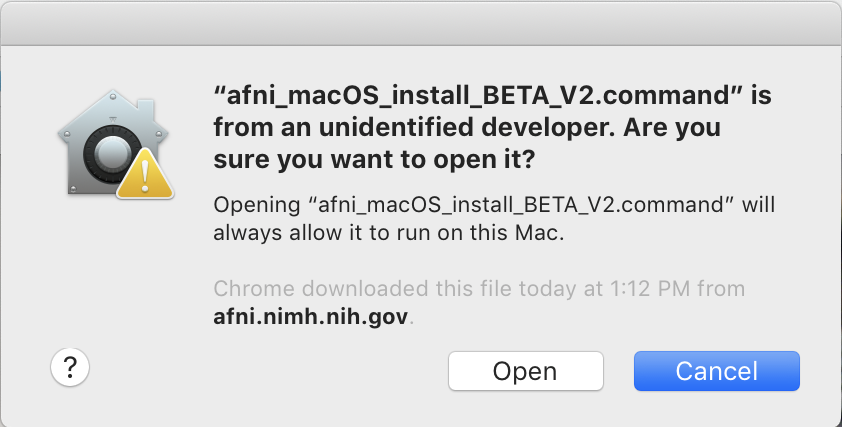 “afni_macOS_install_BETA_V2.command” is
from an unidentified developer. Are you
sure you want to open it?
Opening “afni_macOS_install_BETA_V2.command” will
always allow it to run on this Mac.
Chrome downloaded this file today at 1:12 PM from
afni.nimh.nih.gov.
?
Open
Cancel